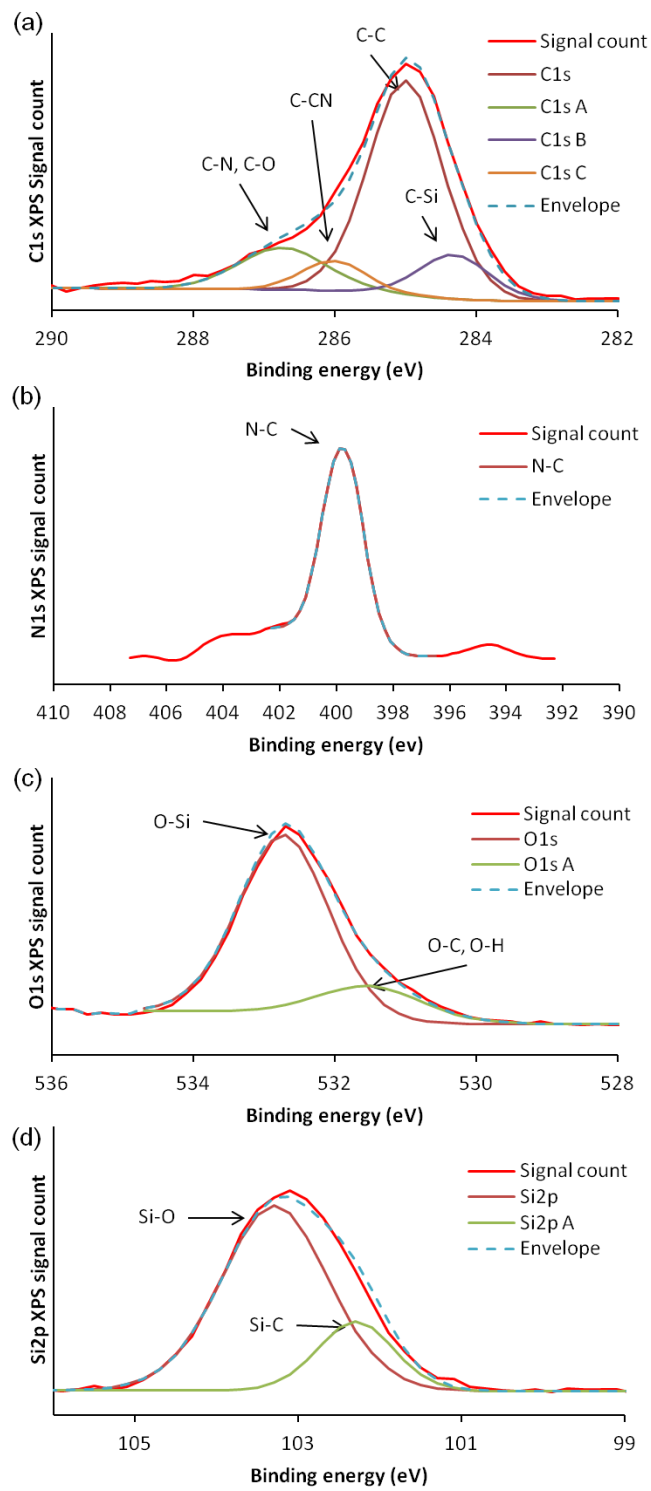 (a)
C1s XPS Signal count
C-C
C-CN
C-N, C-O
C-Si
Signal count
C1s
C1s A
C1s B
C1s C
Envelope
290 288 286 284 282
Binding energy (eV)
(b)
N1s XPS signal count
N-C
Signal count
N-C
Envelope
410 408 406 404 402 400 398 396 394 392 390
Binding energy (ev)
(c)
O1s XPS signal count
O-Si
O-C, O-H
Signal count
O1s
O1s A
Envelope
536 534 532 530 528
Binding energy (eV)
(d)
Si2p XPS signal count
Si-O
Si-C
Signal count
Si2p
Si2p A
Envelope
105 103 101 99
Binding energy (eV)